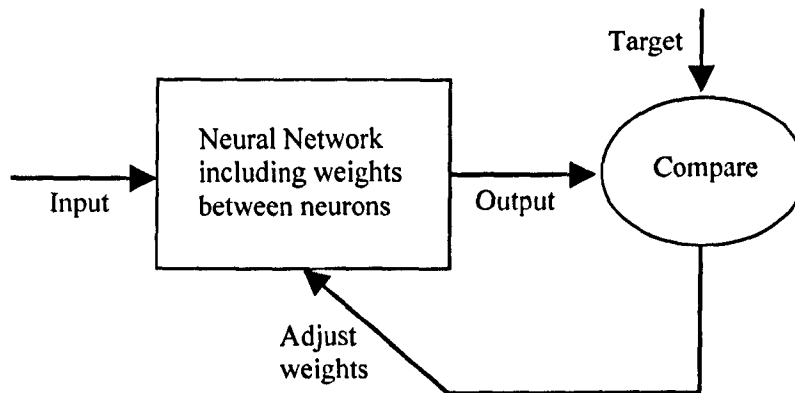 Target
Neural Network
including weights
between neurons
Compare
Input
Output
Adjust
weights